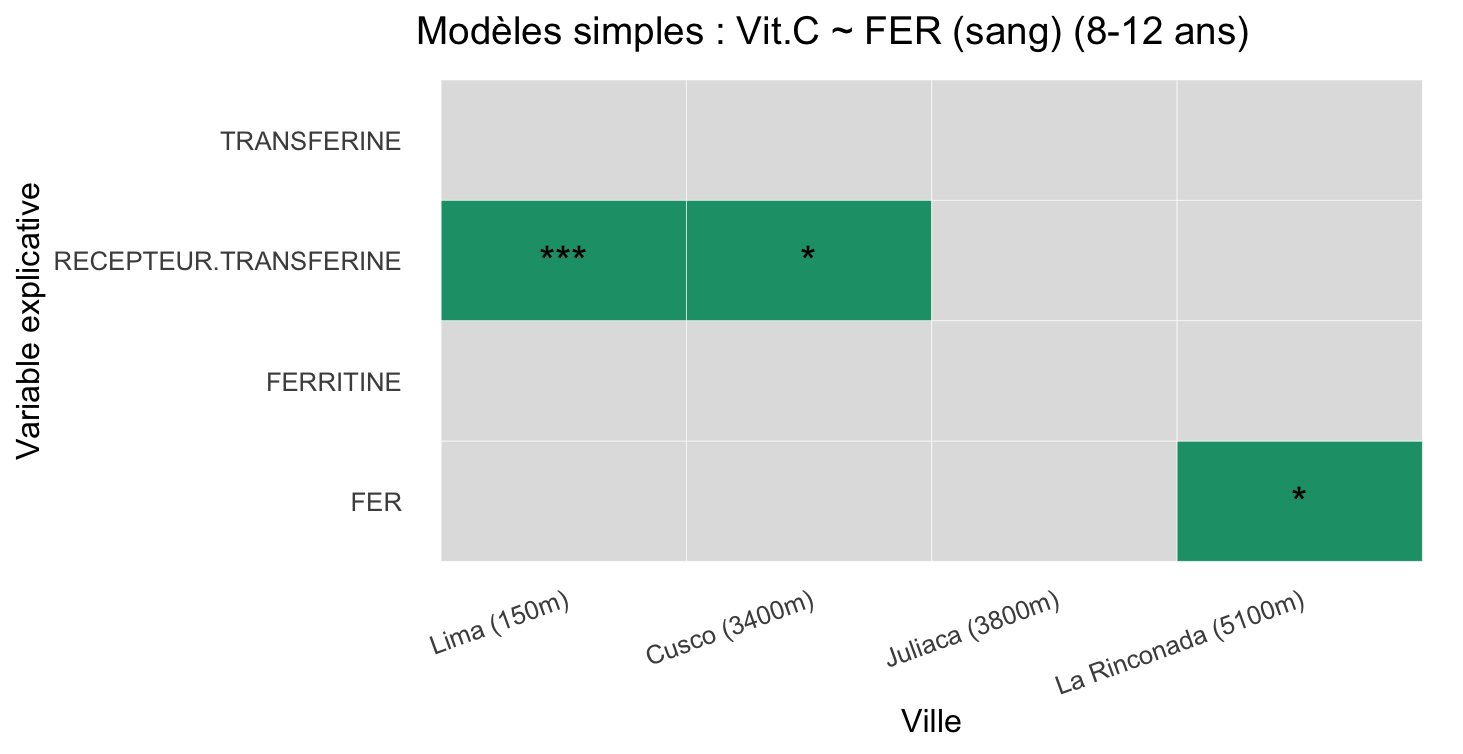 Modèles simples : Vit.C ~ FER (sang) (8-12 ans)
Variable explicative
TRANSFERINE
RECEPTEUR.TRANSFERINE
***
*
FERRITINE
FER
*
Lima (150m)
Cusco (3400m)
Juliaca (3800m)
La Rinconada (5100m)
Ville